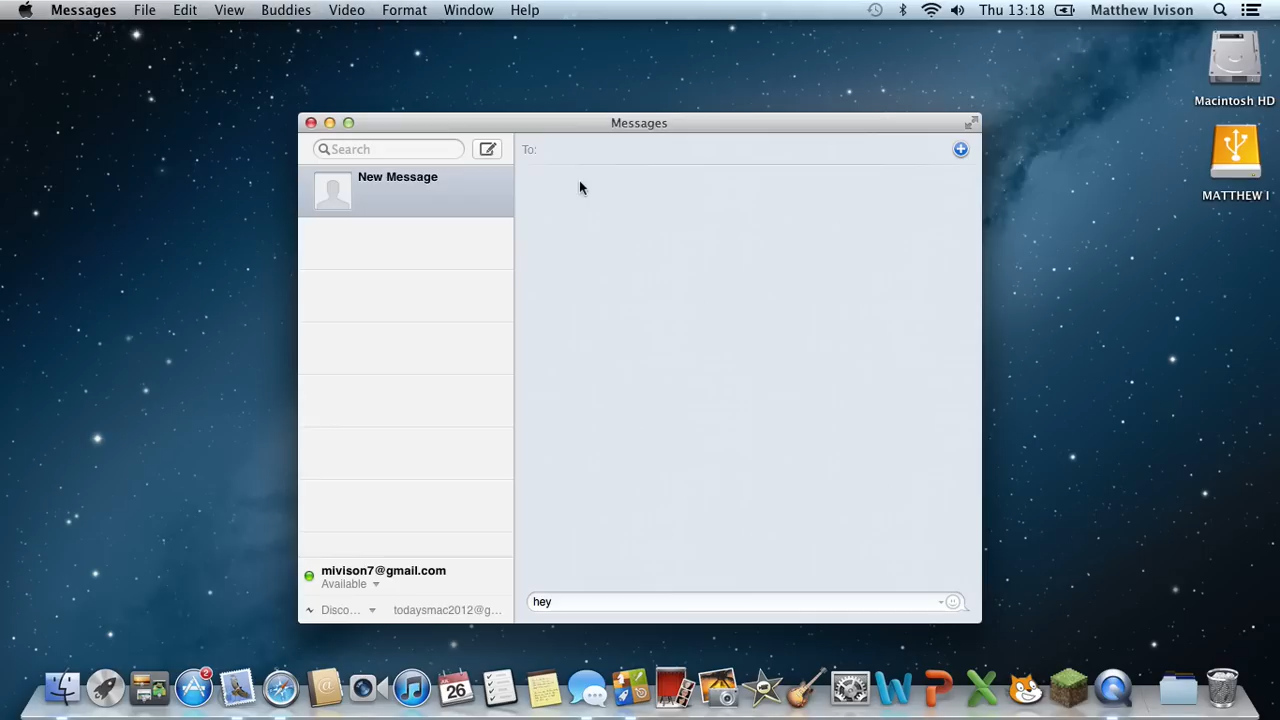 Messages File Edit View Buddies Video Format Window Help Thu 13:18 Matthew Ivison
Macintosh HD
MATTHEW I
Messages
Search
To:
New Message
mivison7@gmail.com
Available
Disco... todaysmac2012@g...
hey
2
26